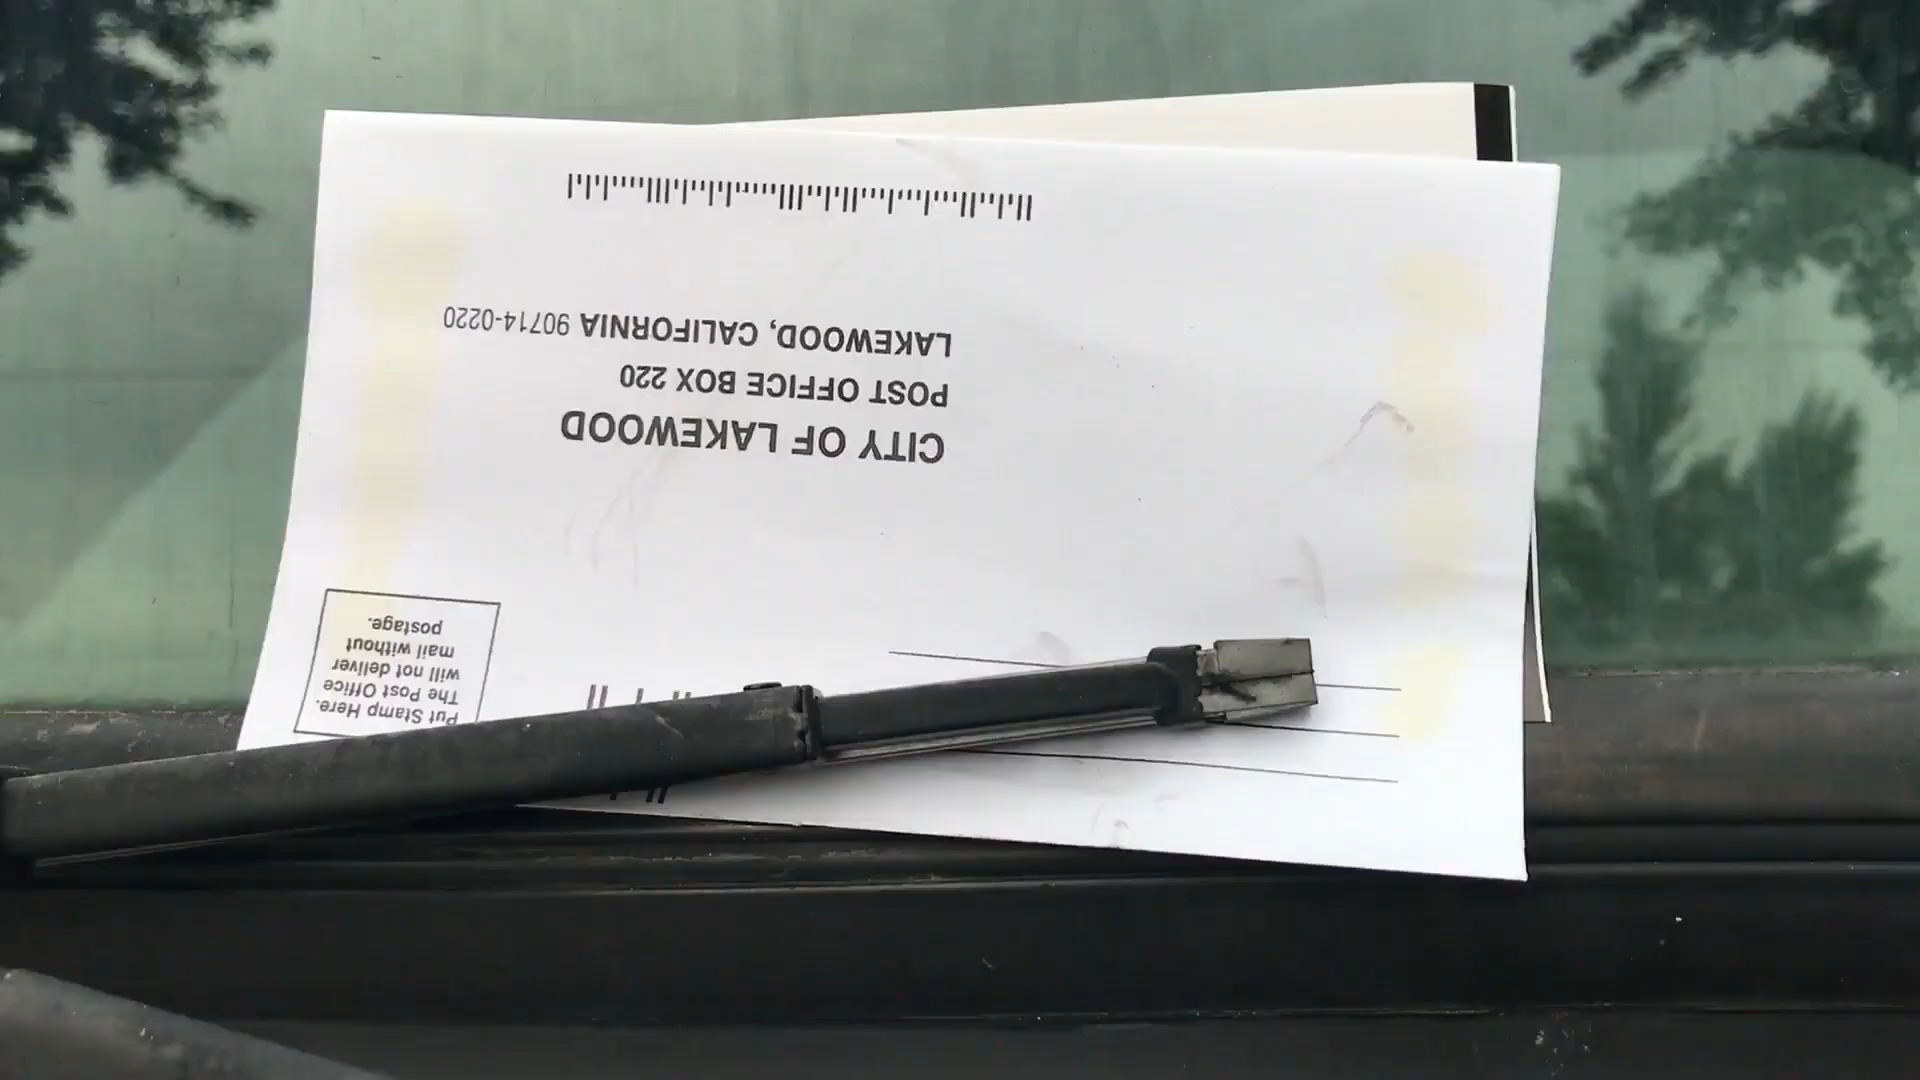 Put Stamp Here.
The Post Office
will not deliver
mail without
postage.
CITY OF LAKEWOOD
POST OFFICE BOX 220
LAKEWOOD, CALIFORNIA 90714-0220